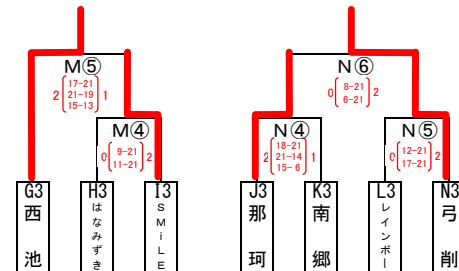 M⑤
2 17-21 1
21-19
15-13
N⑥
0 8-21 2
6-21
M④
0 9-21 2
11-21
N④
2 18-21 1
21-14
15- 6
N⑤
0 12-21 2
17-21
G3
西池
H3
はなみずき
I3
SMiLE
J3
那珂
K3
南郷
L3
レインボー
N3
弓削